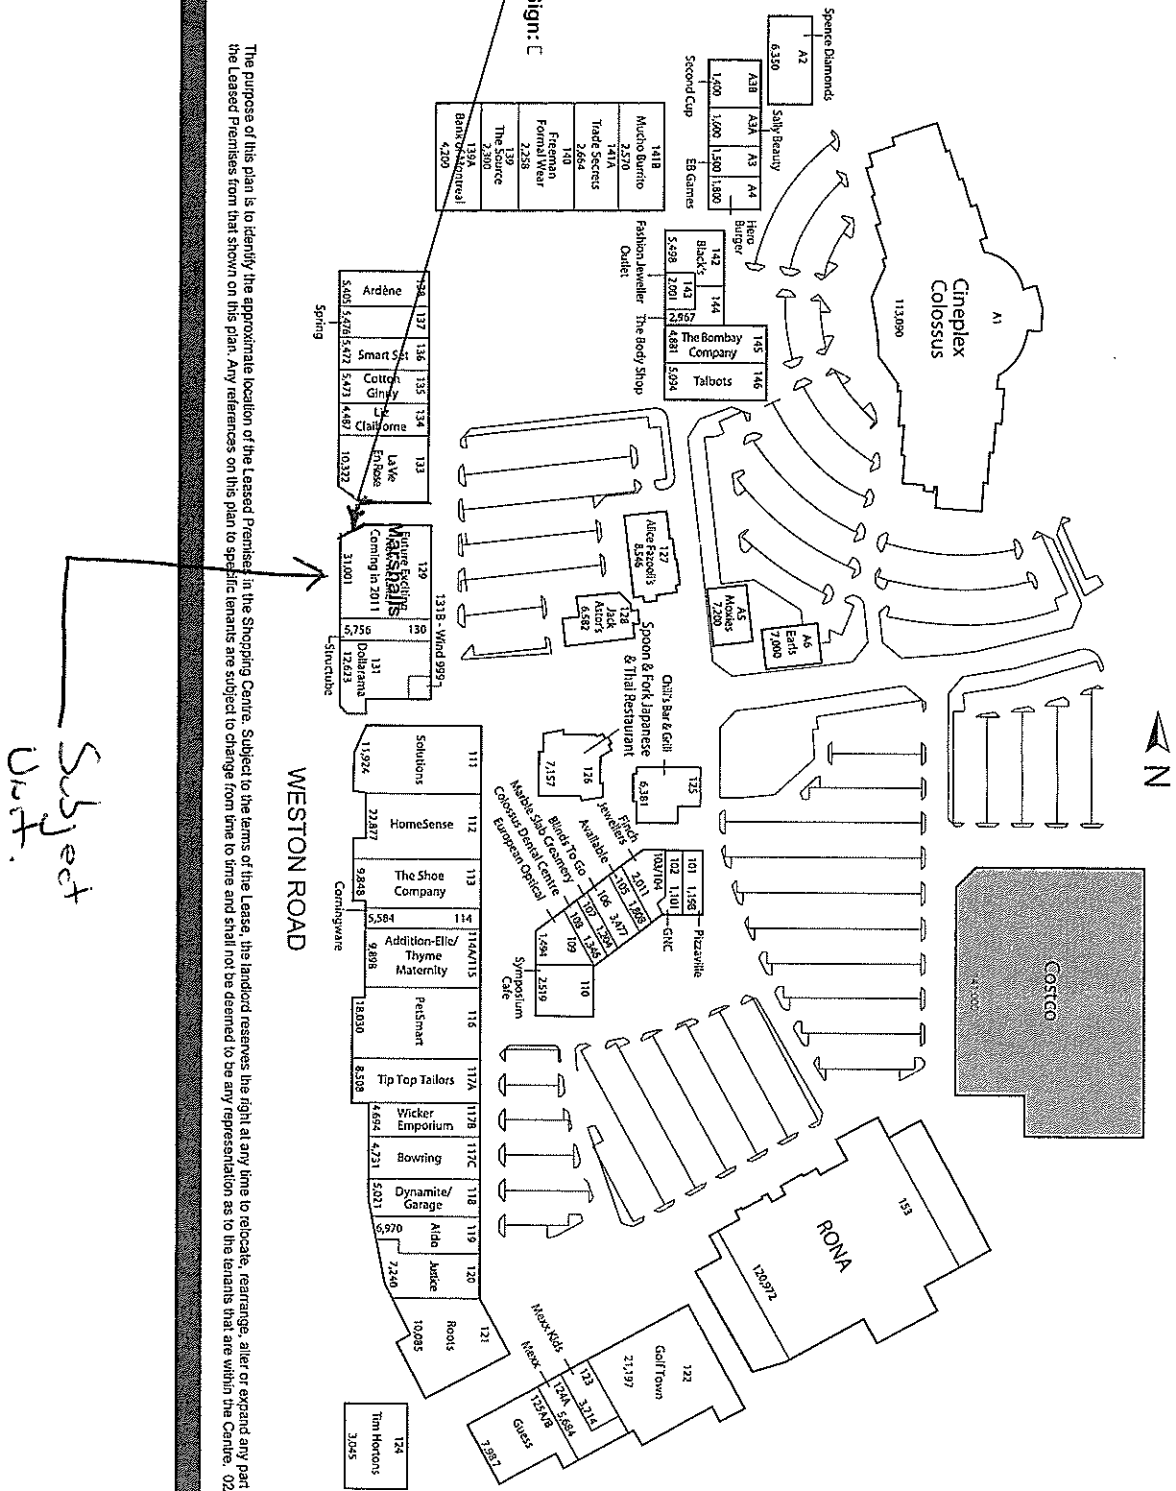 Sign:
Spence Diamonds
A2
6,350
A3B
1,400
Second Cup
A3A
1,600
Sally Beauty
A3
1,500
EB Games
A4
1,800
Hero
Burger
A1
Cineplex
Colossus
113,090
N
141B
Mucho Burrito
2,570
141A
Trade Secrets
2,664
140
Freeman
Formal Wear
2,258
139
The Source
2,300
139A
Bank of Montreal
4,200
142
Black's
5,498
143
2,001
Fashion Jeweller
Outlet
144
2,967
The Body Shop
145
The Bombay
Company
4,881
146
Talbots
5,094
138
Ardène
5,405
137
5,476
Spring
136
Smart Set
5,472
135
Cotton
Ginny
5,473
134
Liz
Claiborne
4,487
133
La Vie
En Rose
10,322
129
Future Exciting
Marshalls
Coming in 2011
31,001
130
5,756
Structube
131
Dollarama
12,623
131B - Wind 999
127
Alice Fazooli's
8,546
128
Jack
Astor's
6,582
A5
Moxies
7,200
A6
Earls
7,000
Spoon & Fork Japanese
& Thai Restaurant
126
7,157
Chili's Bar & Grill
125
6,381
101 1,198
Pizzaville
102 1,101
GNC
103/104
2,011
Finch
Jewellers
105
1,808
Available
106
3,477
Blinds To Go
107
1,204
Marble Slab Creamery
108
1,346
Colossus Dental Centre
109
1,494
European Optical
110
2,519
Symposium
Cafe
Costco
111
Solutions
11,924
112
HomeSense
22,877
113
The Shoe
Company
9,848
114
5,584
Corningware
114A/115
Addition-Elle/
Thyme
Maternity
9,898
116
PetSmart
18,030
117A
Tip Top Tailors
8,508
117B
Wicker
Emporium
4,694
117C
Bowring
4,731
118
Dynamite/
Garage
5,021
119
Aldo
6,970
120
Justice
7,240
121
Roots
10,085
153
RONA
120,972
122
Golf Town
21,197
123
3,714
Mexx Kids
124A
5,684
Mexx
125A/B
Guess
7,987
124
Tim Hortons
3,045
WESTON ROAD
The purpose of this plan is to identify the approximate location of the Leased Premises in the Shopping Centre. Subject to the terms of the Lease, the landlord reserves the right at any time to relocate, rearrange, alter or expand any part
the Leased Premises from that shown on this plan. Any references on this plan to specific tenants are subject to change from time to time and shall not be deemed to be any representation as to the tenants that are within the Centre. 02
Subject
Unit.